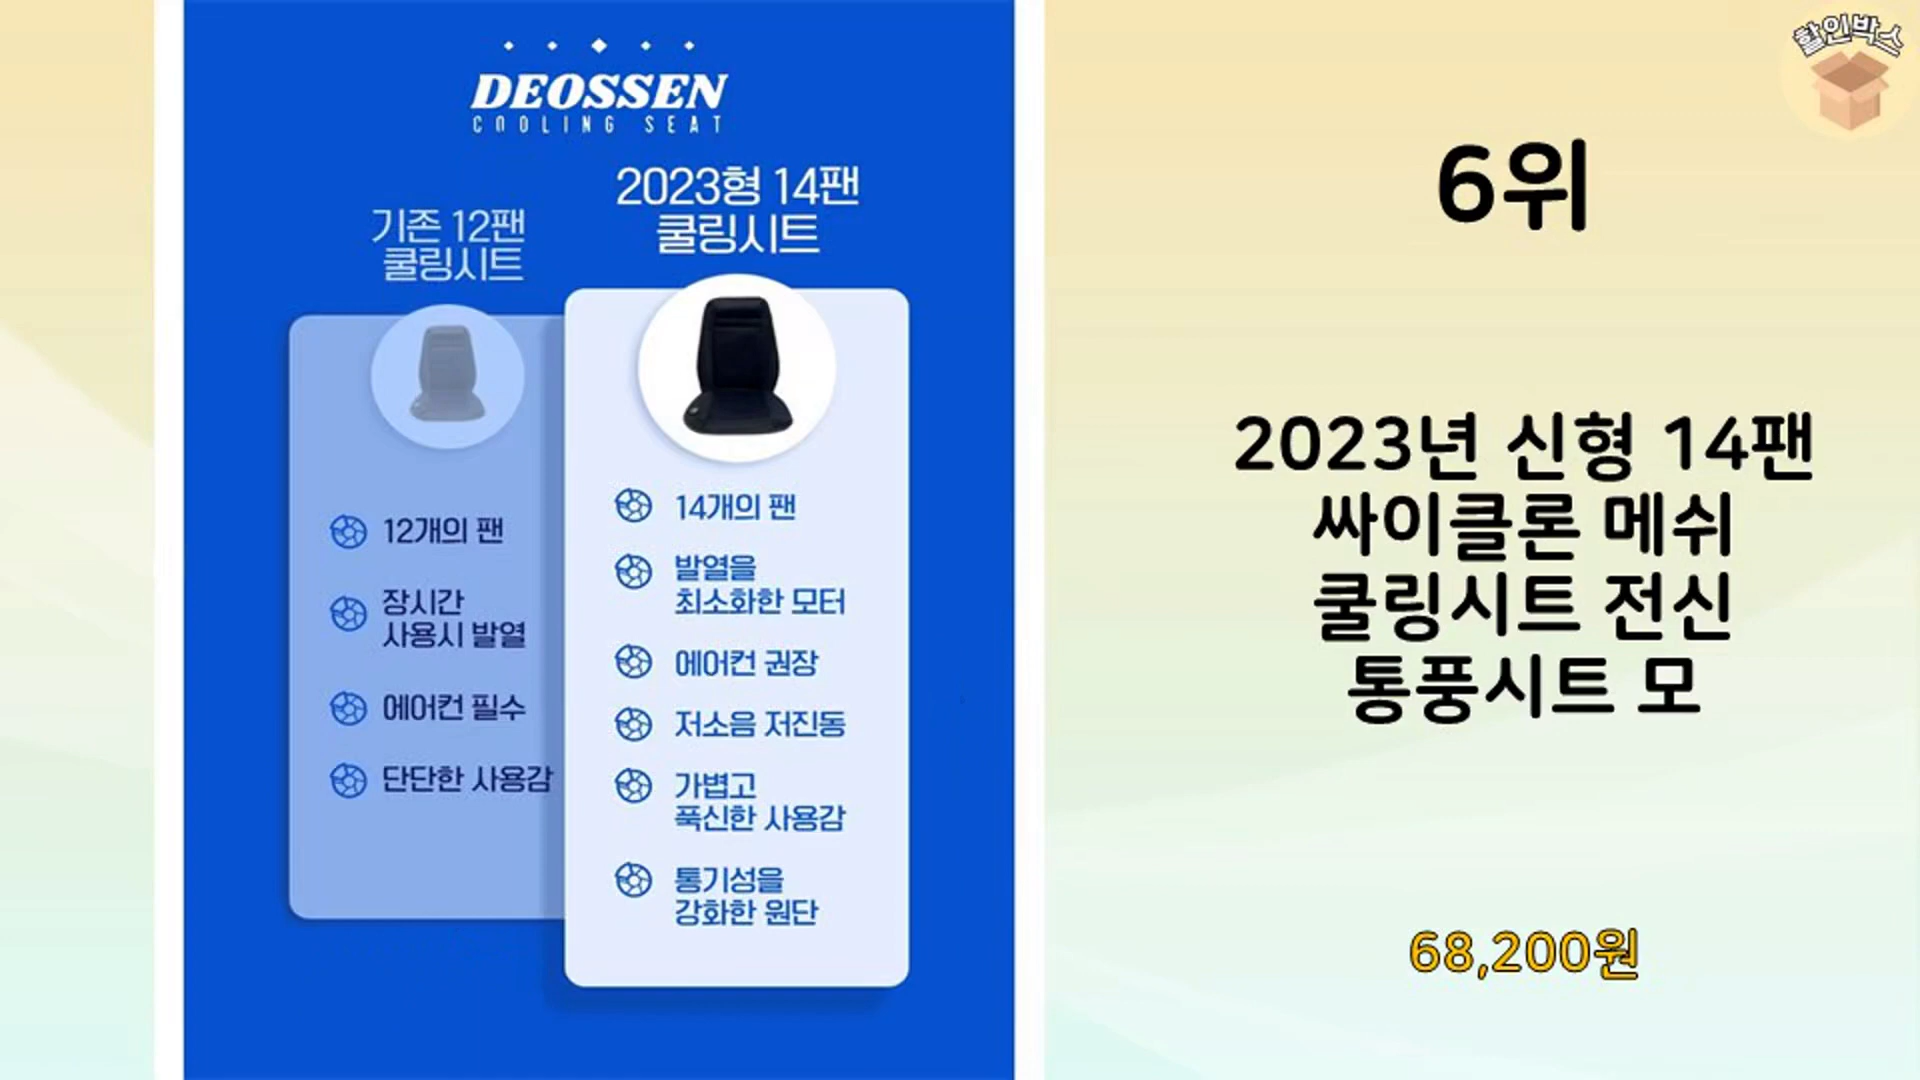 DEOSSEN
COOLING SEAT
기존 12팬
쿨링시트
12개의 팬
장시간
사용시 발열
에어컨 필수
단단한 사용감
2023형 14팬
쿨링시트
14개의 팬
발열을
최소화한 모터
에어컨 권장
저소음 저진동
가볍고
푹신한 사용감
통기성을
강화한 원단
할인박스
6위
2023년 신형 14팬
싸이클론 메쉬
쿨링시트 전신
통풍시트 모
68,200원